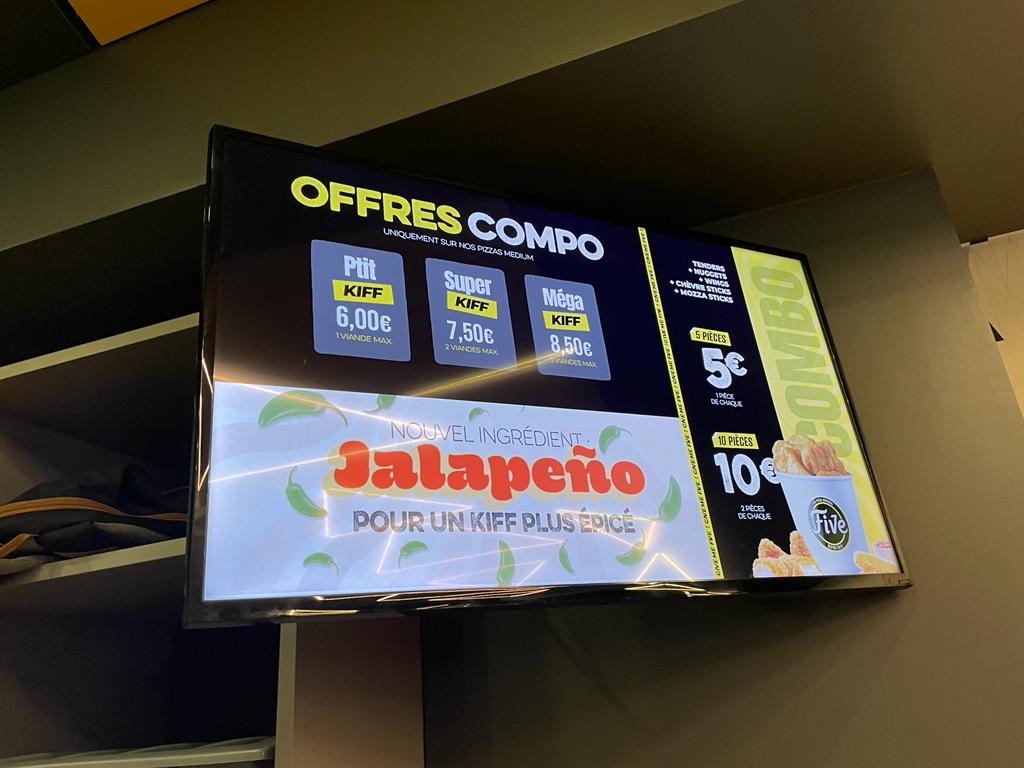 OFFRES COMPO
UNIQUEMENT SUR NOS PIZZAS MEDIUM
Ptit
KIFF
6,00€
1 VIANDE MAX.
Super
KIFF
7,50€
2 VIANDES MAX.
Méga
KIFF
8,50€
3 VIANDES MAX.
NOUVEL INGRÉDIENT :
Jalapeño
POUR UN KIFF PLUS ÉPICÉ
TENDERS
+ NUGGETS
+ WINGS
+ CHÈVRE STICKS
+ MOZZA STICKS
5 PIÈCES
5€
1 PIÈCE
DE CHAQUE
10 PIÈCES
10€
2 PIÈCES
DE CHAQUE
COMBO
Five